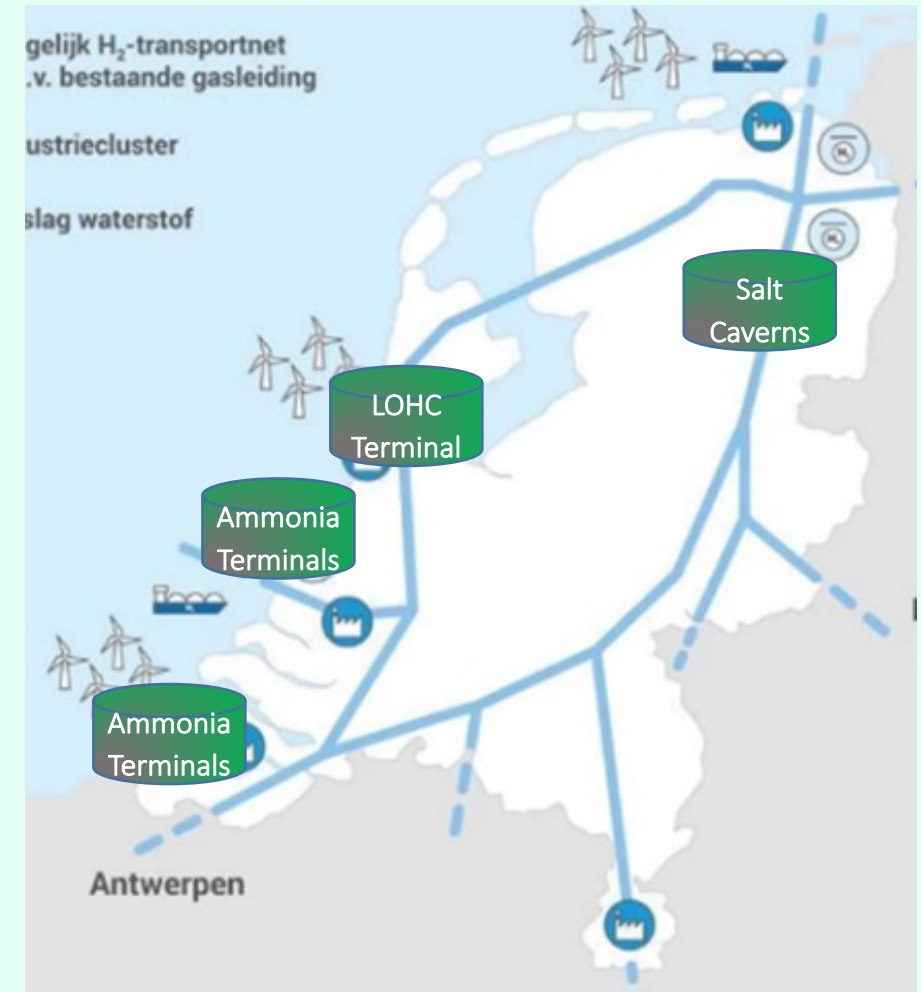 gelijk H₂-transportnet
.v. bestaande gasleiding
ustriecluster
slag waterstof
Salt
Caverns
LOHC
Terminal
Ammonia
Terminals
Ammonia
Terminals
Antwerpen